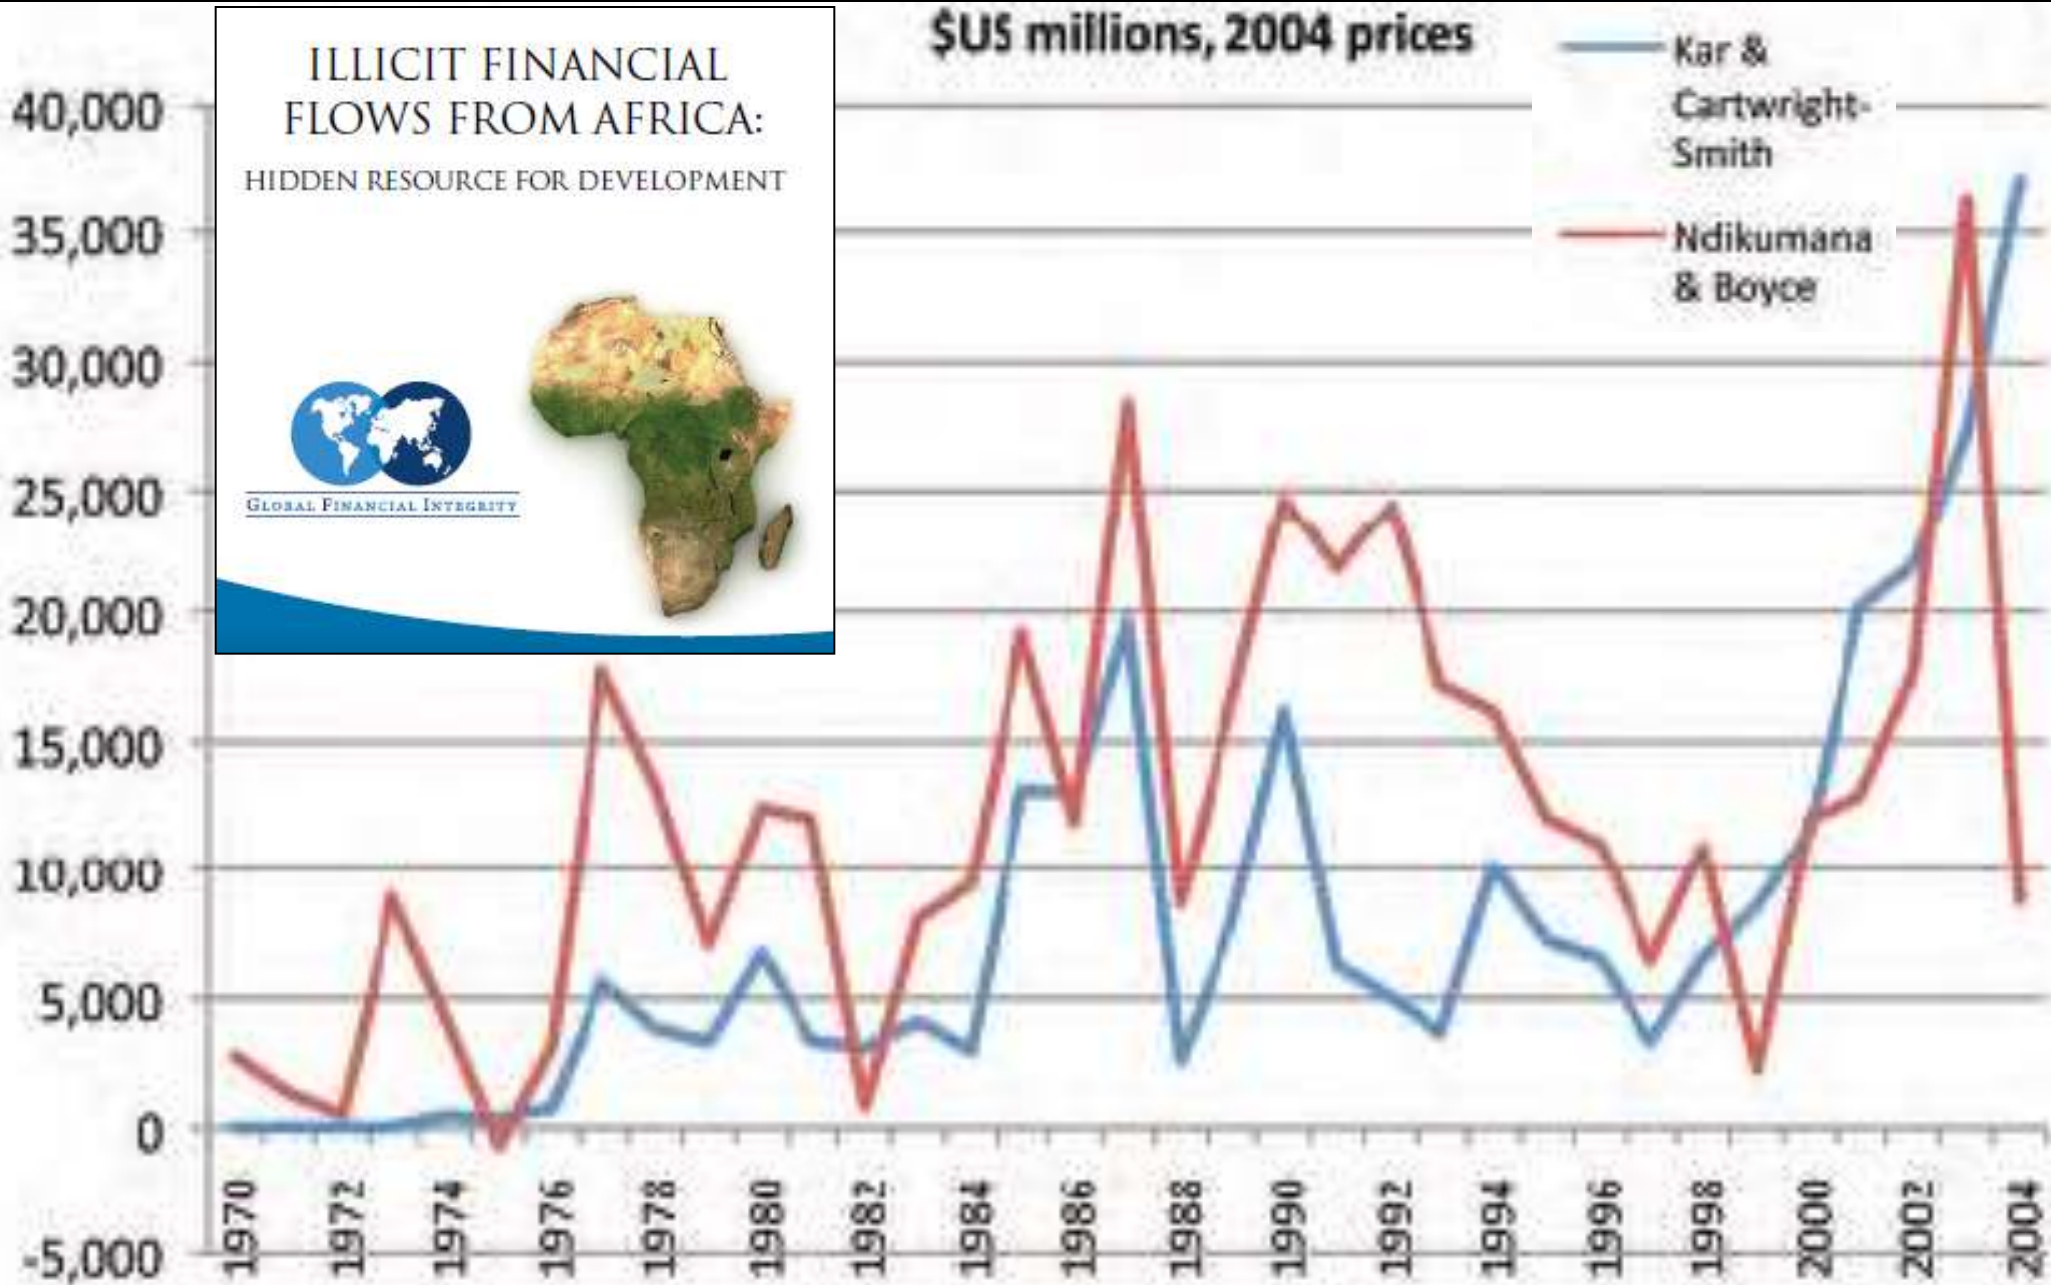 $US millions, 2004 prices
ILLICIT FINANCIAL
FLOWS FROM AFRICA:
HIDDEN RESOURCE FOR DEVELOPMENT
GLOBAL FINANCIAL INTEGRITY
Kar &
Cartwright-
Smith
Ndikumana
& Boyce
40,000
35,000
30,000
25,000
20,000
15,000
10,000
5,000
0
-5,000
1970
1972
1974
1976
1978
1980
1982
1984
1986
1988
1990
1992
1994
1996
1998
2000
2002
2004